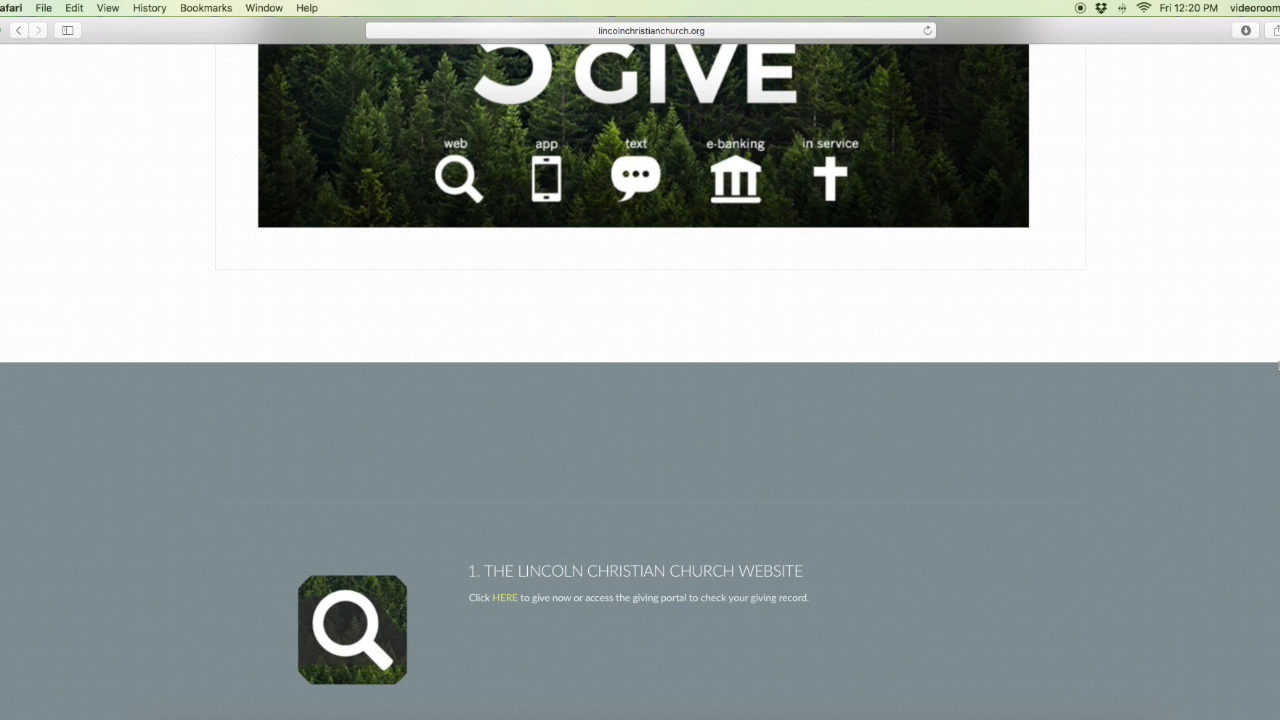 afari File Edit View History Bookmarks Window Help Fri 12:20 PM videoroom
lincolnchristianchurch.org
5 GIVE
web app text e-banking in service
1. THE LINCOLN CHRISTIAN CHURCH WEBSITE
Click HERE to give now or access the giving portal to check your giving record.